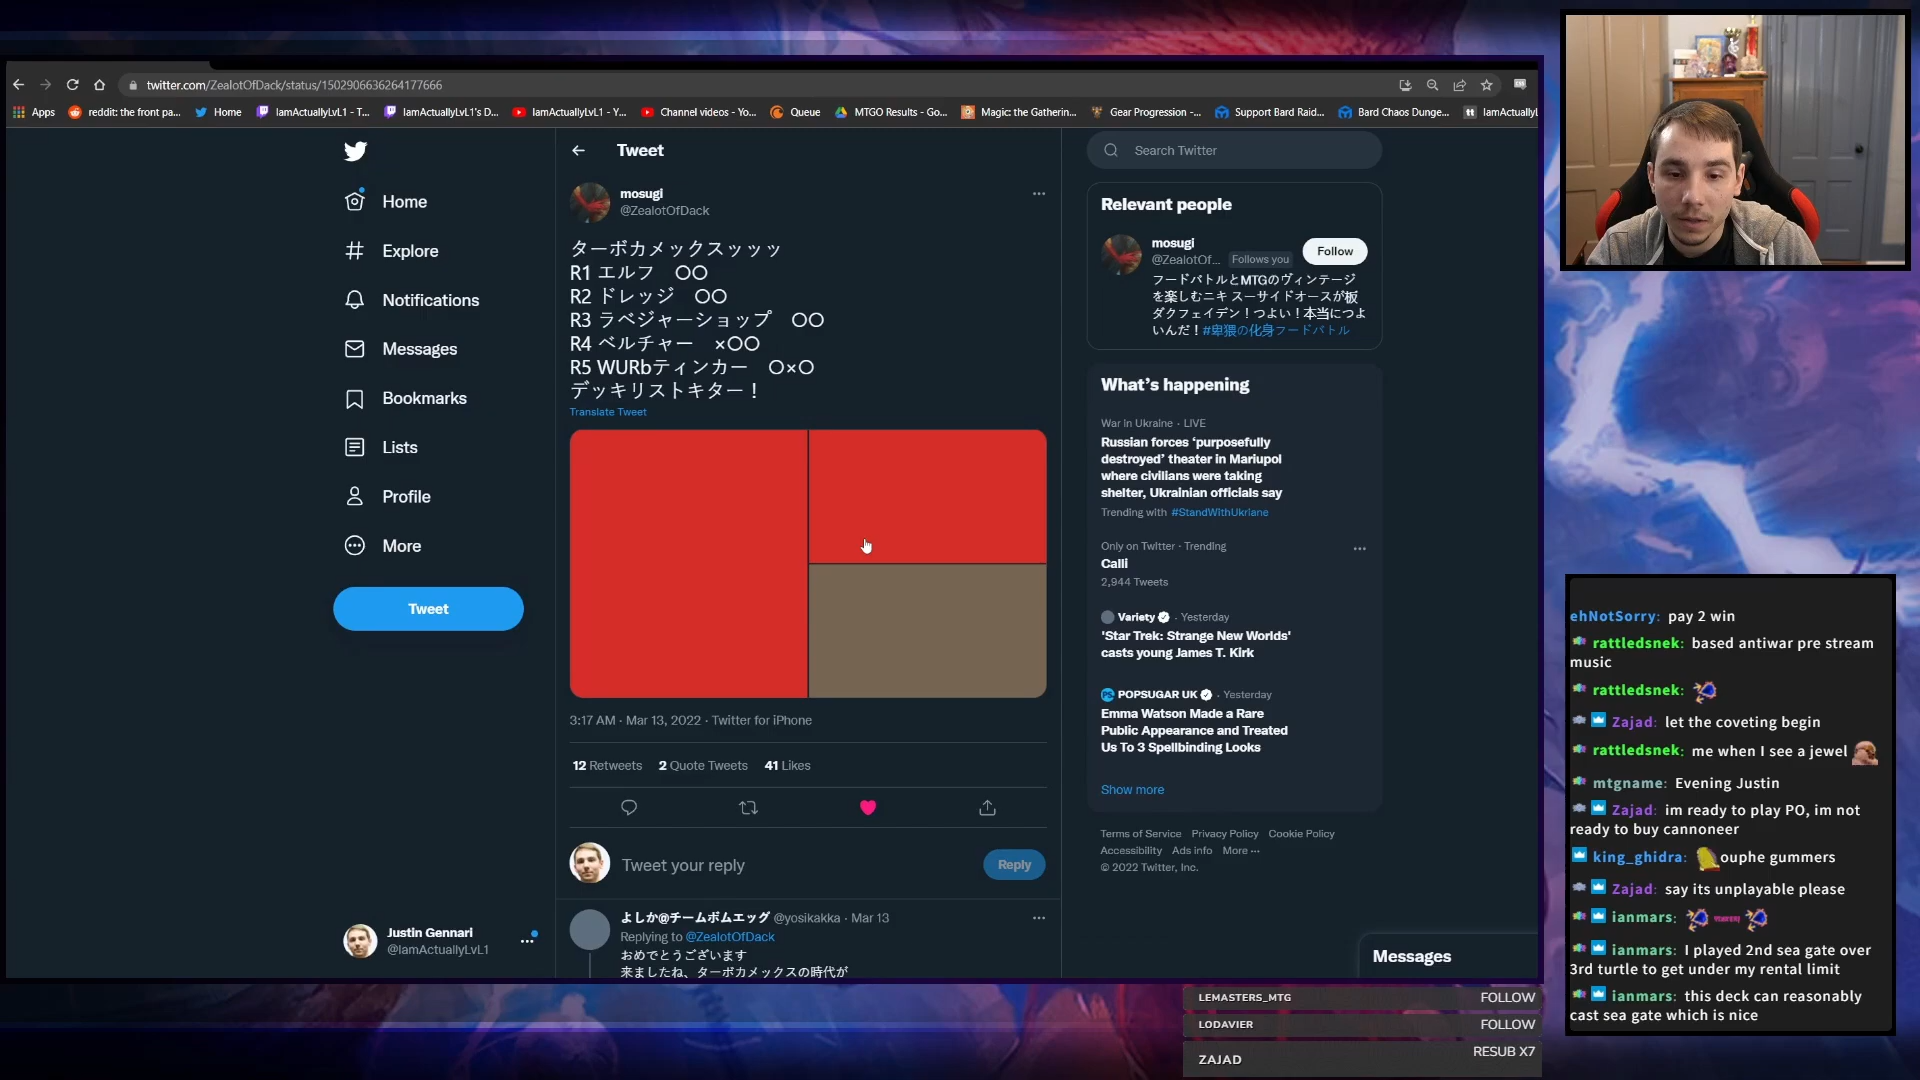 twitter.com/ZealotOfDack/status/1502906636264177666
Apps
reddit: the front pa...
Home
IamActuallyLvL1 - T...
IamActuallyLvL1's D...
IamActuallyLvL1 - Y...
Channel videos - Yo...
Queue
MTGO Results - Go...
Magic: the Gatherin...
Gear Progression -...
Support Bard Raid...
Bard Chaos Dunge...
IamActuallyL
Home
Explore
Notifications
Messages
Bookmarks
Lists
Profile
More
Tweet
Justin Gennari
@IamActuallyLvL1
Tweet
mosugi
@ZealotOfDack
ターボカメックスッッッ
R1 エルフ ○○
R2 ドレッジ ○○
R3 ラベジャーショップ ○○
R4 ベルチャー ×○○
R5 WURbティンカー ○×○
デッキリストキター！
Translate Tweet
3:17 AM · Mar 13, 2022 · Twitter for iPhone
12 Retweets 2 Quote Tweets 41 Likes
Tweet your reply
Reply
よしか@チームボムエッグ @yosikakka · Mar 13
Replying to @ZealotOfDack
おめでとうございます
来ましたね、ターボカメックスの時代が
Search Twitter
Relevant people
mosugi
@ZealotOf... Follows you
Follow
フードバトルとMTGのヴィンテージ
を楽しむニキ スーサイドオースが板
ダクフェイデン！つよい！本当につよ
いんだ！#卑猥の化身フードバトル
What's happening
War in Ukraine · LIVE
Russian forces 'purposefully
destroyed' theater in Mariupol
where civilians were taking
shelter, Ukrainian officials say
Trending with #StandWithUkriane
Only on Twitter · Trending
Calli
2,944 Tweets
Variety · Yesterday
'Star Trek: Strange New Worlds'
casts young James T. Kirk
POPSUGAR UK · Yesterday
Emma Watson Made a Rare
Public Appearance and Treated
Us To 3 Spellbinding Looks
Show more
Terms of Service Privacy Policy Cookie Policy
Accessibility Ads info More ...
© 2022 Twitter, Inc.
Messages
ehNotSorry: pay 2 win
rattledsnek: based antiwar pre stream
music
rattledsnek:
Zajad: let the coveting begin
rattledsnek: me when I see a jewel
mtgname: Evening Justin
Zajad: im ready to play PO, im not
ready to buy cannoneer
king_ghidra: ouphe gummers
Zajad: say its unplayable please
ianmars:
ianmars: I played 2nd sea gate over
3rd turtle to get under my rental limit
ianmars: this deck can reasonably
cast sea gate which is nice
LEMASTERS_MTG FOLLOW
LODAVIER FOLLOW
ZAJAD RESUB X7